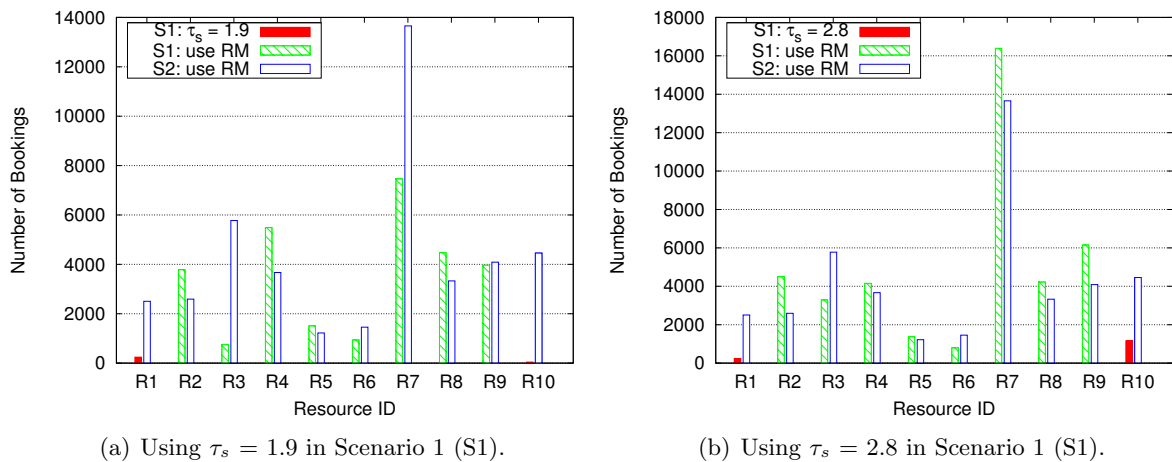 S1: τs = 1.9
S1: use RM
S2: use RM
14000
12000
10000
8000
6000
4000
2000
0
Number of Bookings
R1 R2 R3 R4 R5 R6 R7 R8 R9 R10
Resource ID
(a) Using τs = 1.9 in Scenario 1 (S1).
S1: τs = 2.8
S1: use RM
S2: use RM
18000
16000
14000
12000
10000
8000
6000
4000
2000
0
Number of Bookings
R1 R2 R3 R4 R5 R6 R7 R8 R9 R10
Resource ID
(b) Using τs = 2.8 in Scenario 1 (S1).